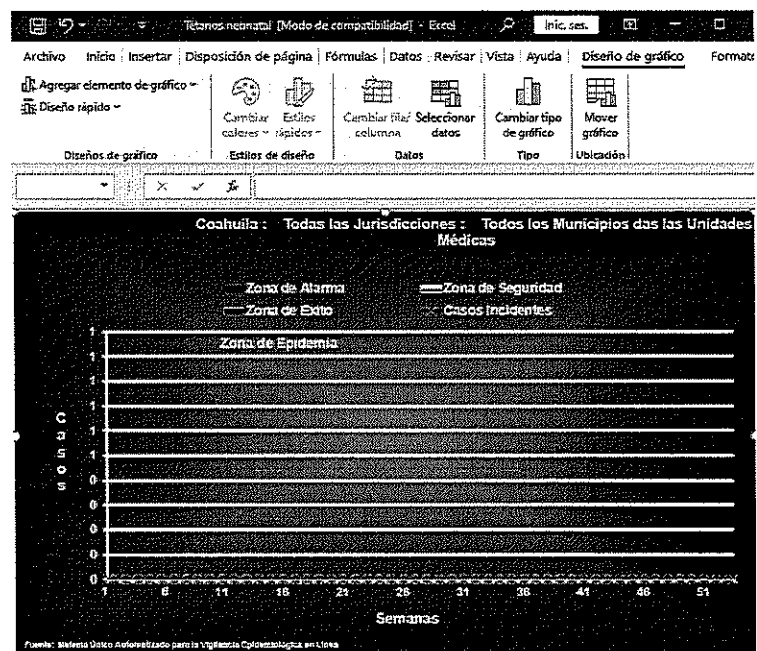 Tétanos neonatal [Modo de compatibilidad] - Excel
Inic. ses.
Archivo Inicio Insertar Disposición de página Fórmulas Datos Revisar Vista Ayuda Diseño de gráfico Formato
Agregar elemento de gráfico
Diseño rápido
Cambiar colores
Estilos rápidos
Cambiar fila/ columna
Seleccionar datos
Cambiar tipo de gráfico
Mover gráfico
Diseños de gráfico
Estilos de diseño
Datos
Tipo
Ubicación
fx
Coahuila : Todas las Jurisdicciones : Todos los Municipios das las Unidades
Médicas
Zona de Alarma
Zona de Seguridad
Zona de Exito
Casos Incidentes
Zona de Epidemia
Casos
1
1
1
1
1
1
0
0
0
0
0
1 6 11 16 21 26 31 36 41 46 51
Semanas
Fuente: Sistema Único Automatizado para la Vigilancia Epidemiológica en Línea